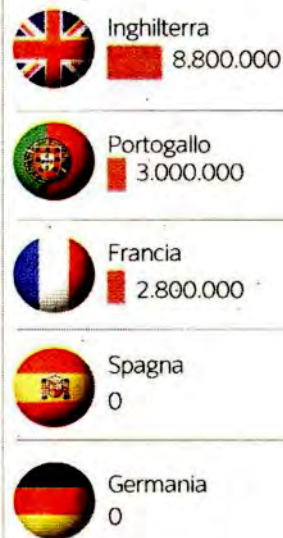 Inghilterra
8.800.000
Portogallo
3.000.000
Francia
2.800.000
Spagna
0
Germania
0